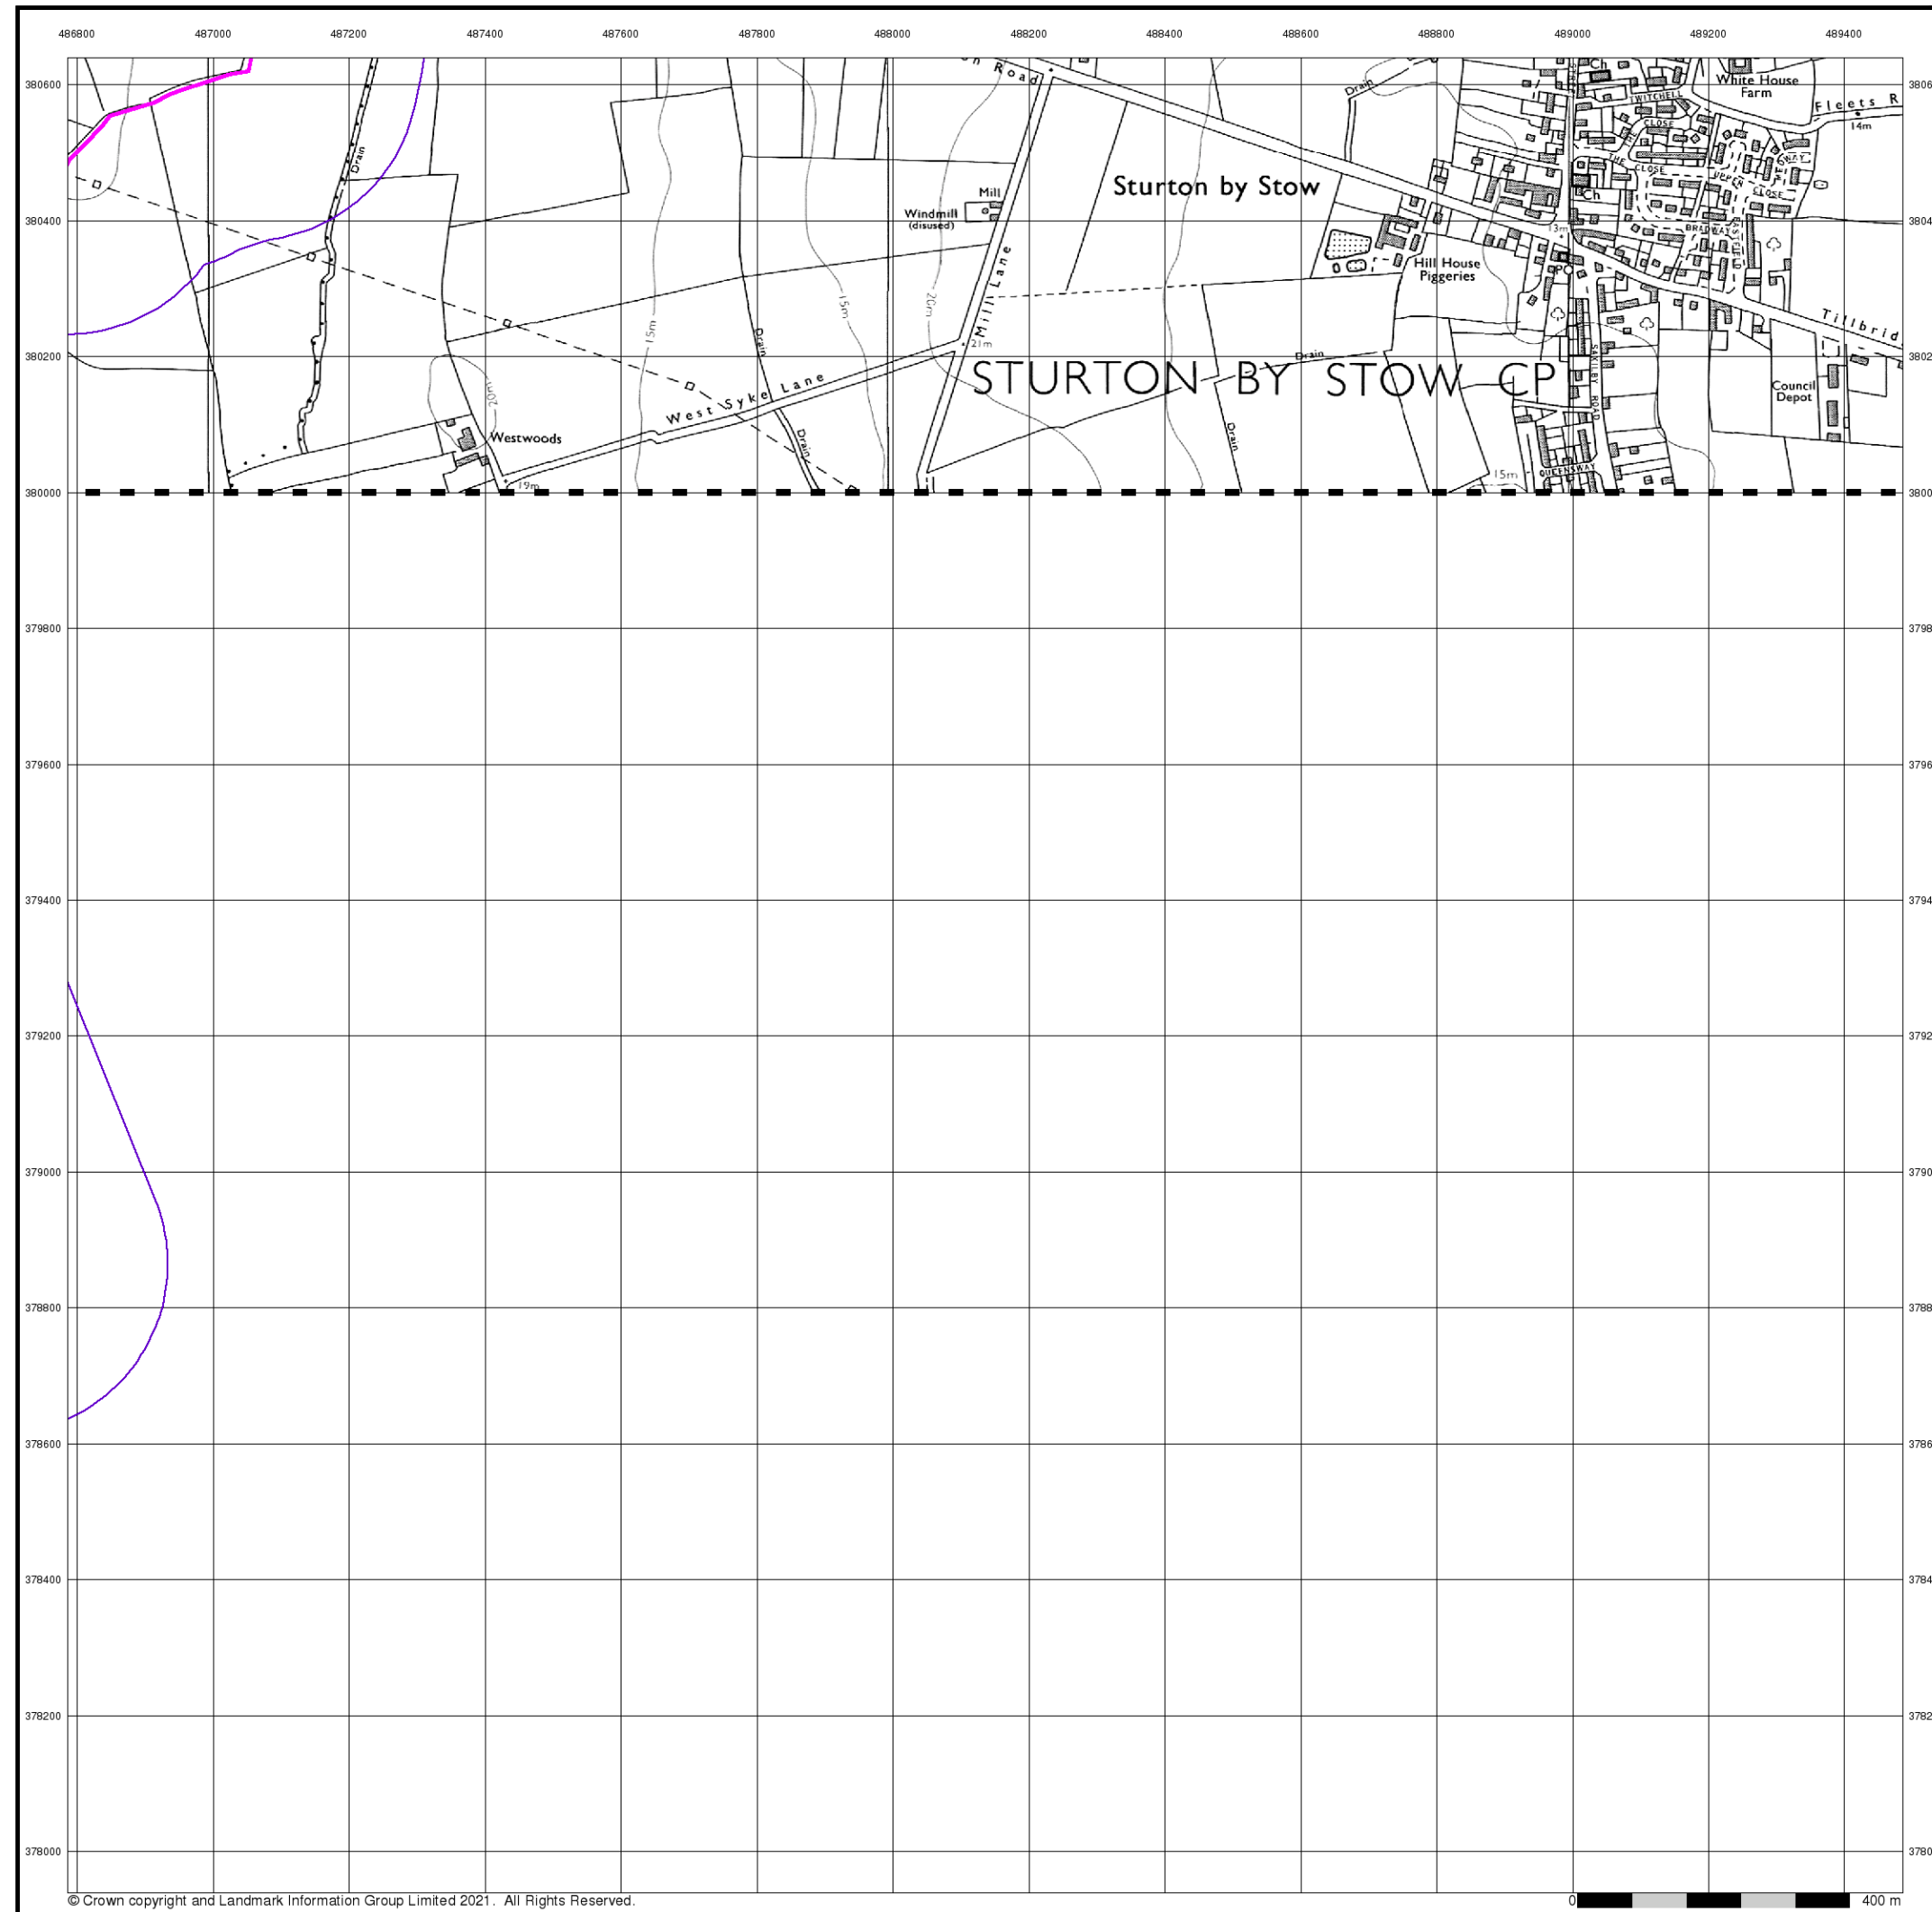 486800 487000 487200 487400 487600 487800 488000 488200 488400 488600 488800 489000 489200 489400
380600
on Road
Drain
Ch
White House
Farm
TWITCHELL
Fleets R
14m
Drain
THE CLOSE
THE CLOSE
UPPER CLOSE
WAY
Mill
Sturton by Stow
Ch
380400
Windmill
(disused)
13m
BRADWAY
Hill House
Piggeries
PO
15m
15m
20m
Mill Lane
Drain
Tillbrid
380200
21m
Drain
20m
West Syke Lane
STURTON BY STOW CP
SAXILBY ROAD
Council
Depot
Westwoods
Drain
Drain
QUEENSWAY
19m
15m
380000
379800
379600
379400
379200
379000
378800
378600
378400
378200
378000
© Crown copyright and Landmark Information Group Limited 2021. All Rights Reserved.
0 400 m